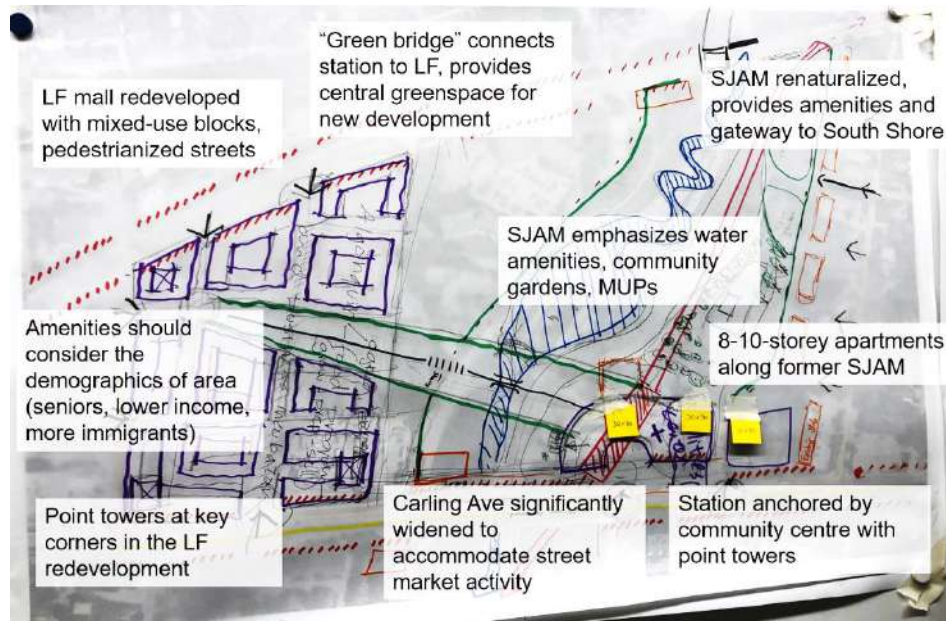 “Green bridge” connects
station to LF, provides
central greenspace for
new development
LF mall redeveloped
with mixed-use blocks,
pedestrianized streets
SJAM renaturalized,
provides amenities and
gateway to South Shore
SJAM emphasizes water
amenities, community
gardens, MUPs
Amenities should
consider the
demographics of area
(seniors, lower income,
more immigrants)
8-10-storey apartments
along former SJAM
Point towers at key
corners in the LF
redevelopment
Carling Ave significantly
widened to
accommodate street
market activity
Station anchored by
community centre with
point towers